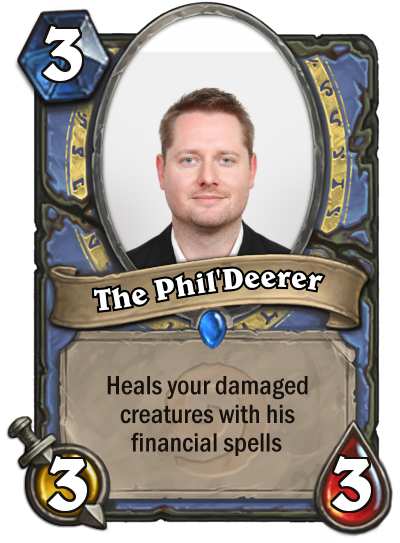 3
The Phil'Deerer
Heals your damaged
creatures with his
financial spells
3
3